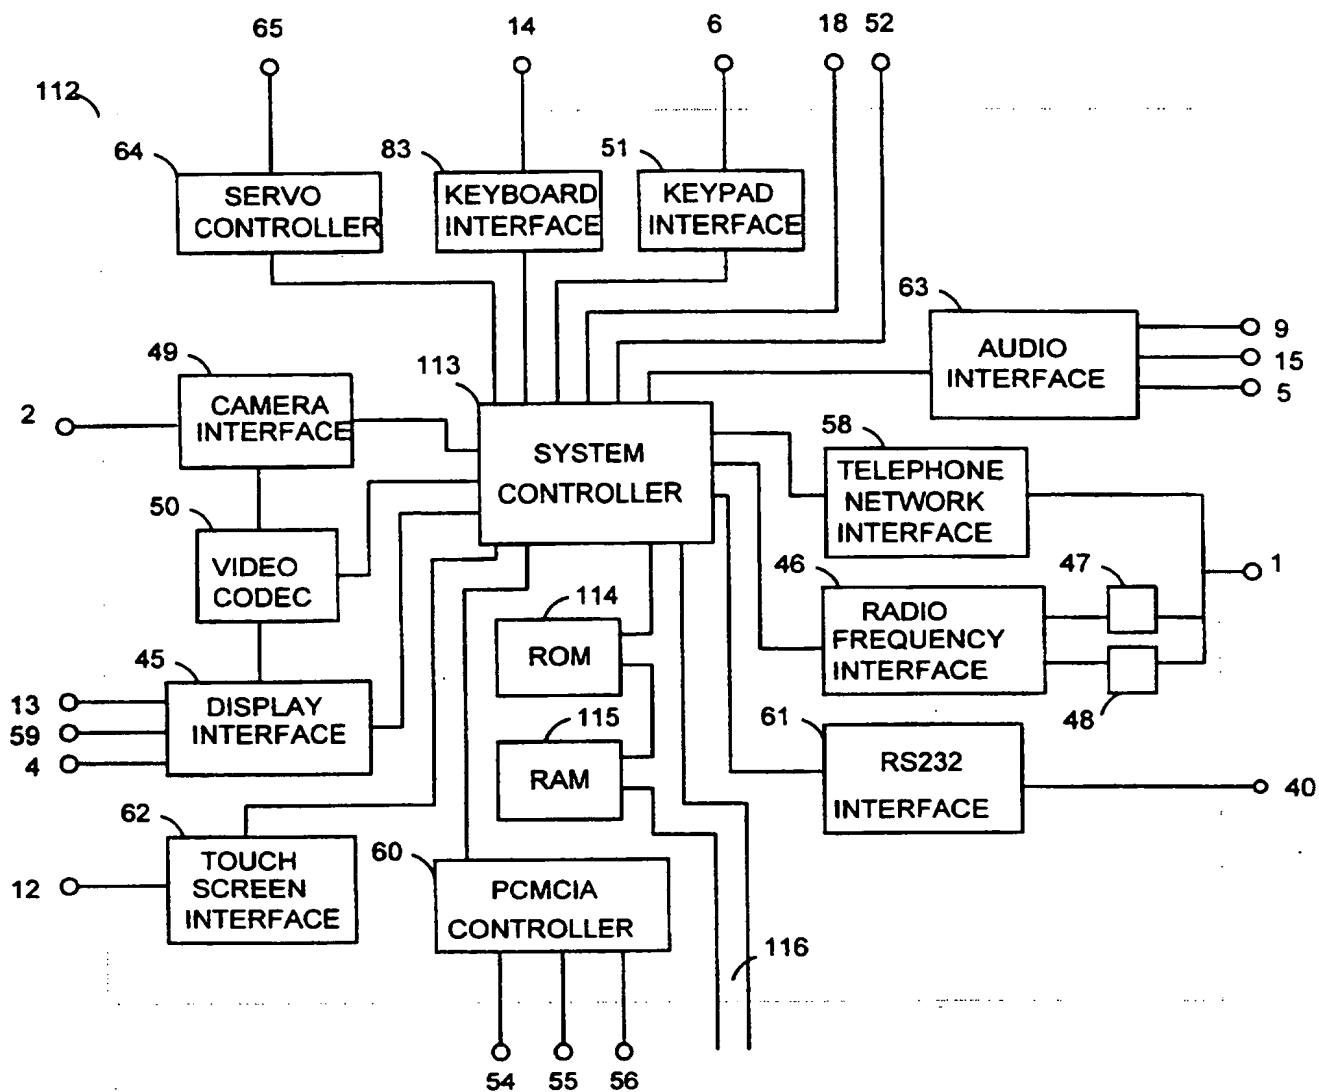 65 14 6 18 52
112
64 83 51
SERVO
CONTROLLER
KEYBOARD
INTERFACE
KEYPAD
INTERFACE
63
AUDIO
INTERFACE
9
15
5
49
CAMERA
INTERFACE
2
113
SYSTEM
CONTROLLER
58
TELEPHONE
NETWORK
INTERFACE
50
VIDEO
CODEC
46
RADIO
FREQUENCY
INTERFACE
47
48
1
114
ROM
115
RAM
45
DISPLAY
INTERFACE
13
59
4
61
RS232
INTERFACE
40
62
TOUCH
SCREEN
INTERFACE
12
60
PCMCIA
CONTROLLER
116
54 55 56